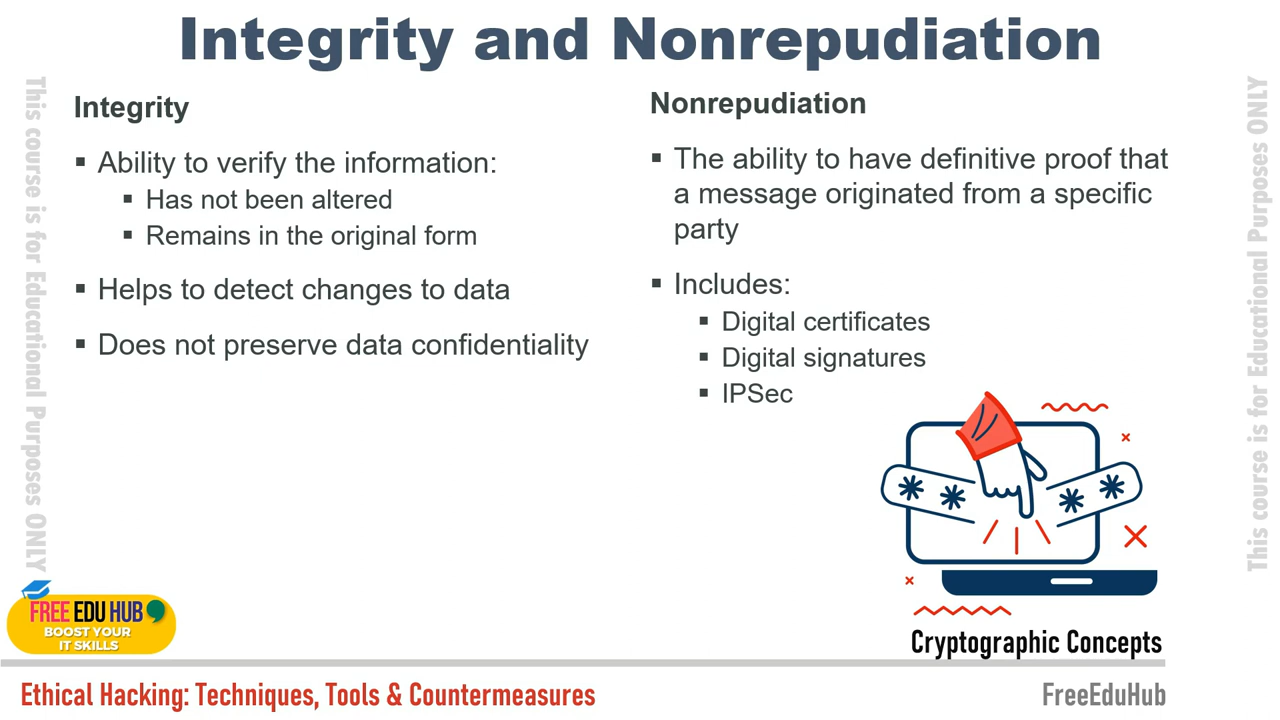 Integrity and Nonrepudiation
This course is for Educational Purposes ONLY
Integrity
▪ Ability to verify the information:
▪ Has not been altered
▪ Remains in the original form
▪ Helps to detect changes to data
▪ Does not preserve data confidentiality
Nonrepudiation
▪ The ability to have definitive proof that
a message originated from a specific
party
▪ Includes:
▪ Digital certificates
▪ Digital signatures
▪ IPSec
This course is for Educational Purposes ONLY
FREE EDU HUB
BOOST YOUR
IT SKILLS
Cryptographic Concepts
Ethical Hacking: Techniques, Tools & Countermeasures
FreeEduHub